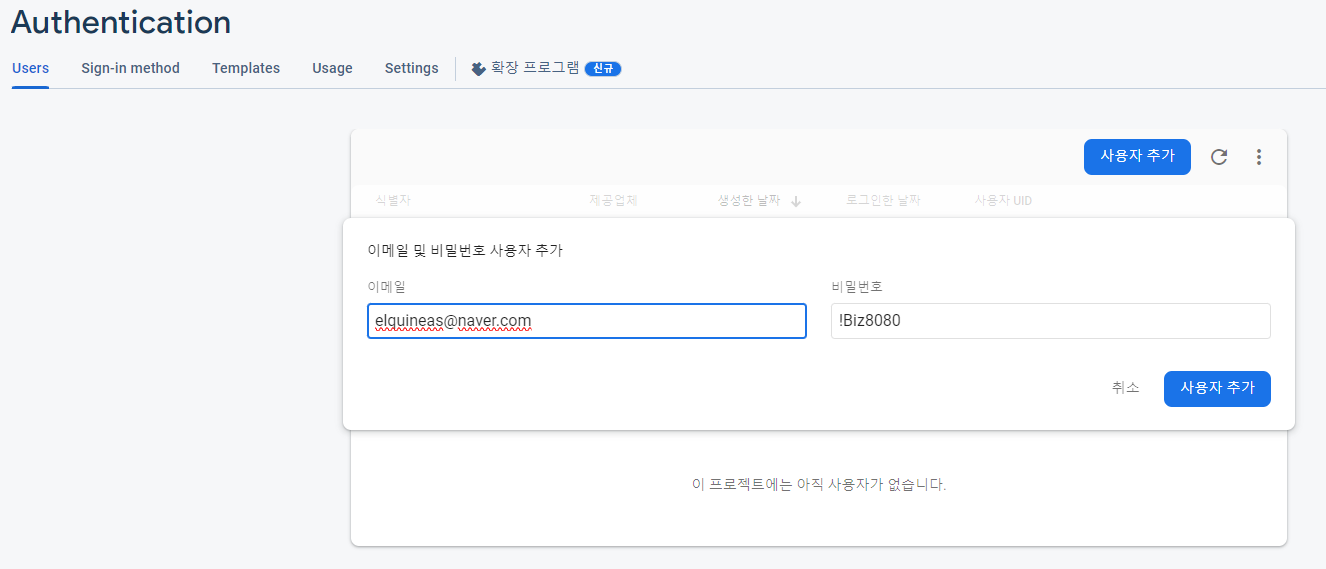 Authentication
Users Sign-in method Templates Usage Settings 확장 프로그램 신규
사용자 추가
식별자 제공업체 생성한 날짜 로그인한 날짜 사용자 UID
이메일 및 비밀번호 사용자 추가
이메일 비밀번호
elquineas@naver.com !Biz8080
취소 사용자 추가
이 프로젝트에는 아직 사용자가 없습니다.